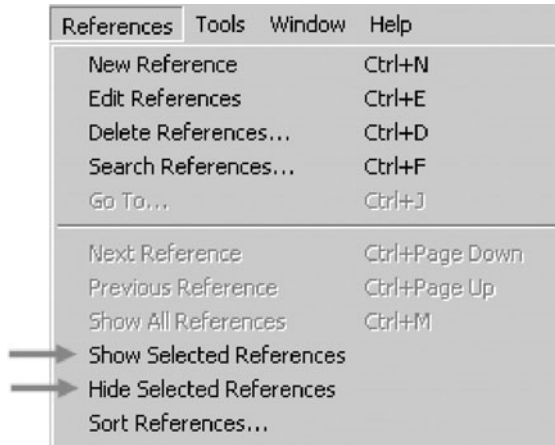 References Tools Window Help
New Reference Ctrl+N
Edit References Ctrl+E
Delete References... Ctrl+D
Search References... Ctrl+F
Go To... Ctrl+J
Next Reference Ctrl+Page Down
Previous Reference Ctrl+Page Up
Show All References Ctrl+M
Show Selected References
Hide Selected References
Sort References...